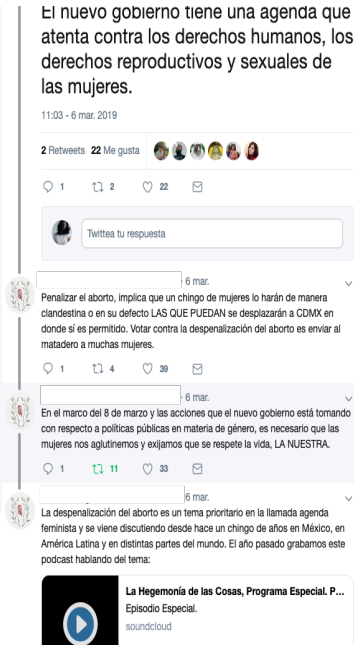 El nuevo gobierno tiene una agenda que
atenta contra los derechos humanos, los
derechos reproductivos y sexuales de
las mujeres.
11:03 - 6 mar. 2019
2 Retweets 22 Me gusta
1 2 22
Twittea tu respuesta
· 6 mar.
Penalizar el aborto, implica que un chingo de mujeres lo harán de manera
clandestina o en su defecto LAS QUE PUEDAN se desplazarán a CDMX en
donde sí es permitido. Votar contra la despenalización del aborto es enviar al
matadero a muchas mujeres.
1 4 39
· 6 mar.
En el marco del 8 de marzo y las acciones que el nuevo gobierno está tomando
con respecto a políticas públicas en materia de género, es necesario que las
mujeres nos aglutinemos y exijamos que se respete la vida, LA NUESTRA.
1 11 33
6 mar.
La despenalización del aborto es un tema prioritario en la llamada agenda
feminista y se viene discutiendo desde hace un chingo de años en México, en
América Latina y en distintas partes del mundo. El año pasado grabamos este
podcast hablando del tema:
La Hegemonía de las Cosas, Programa Especial. P...
Episodio Especial.
soundcloud